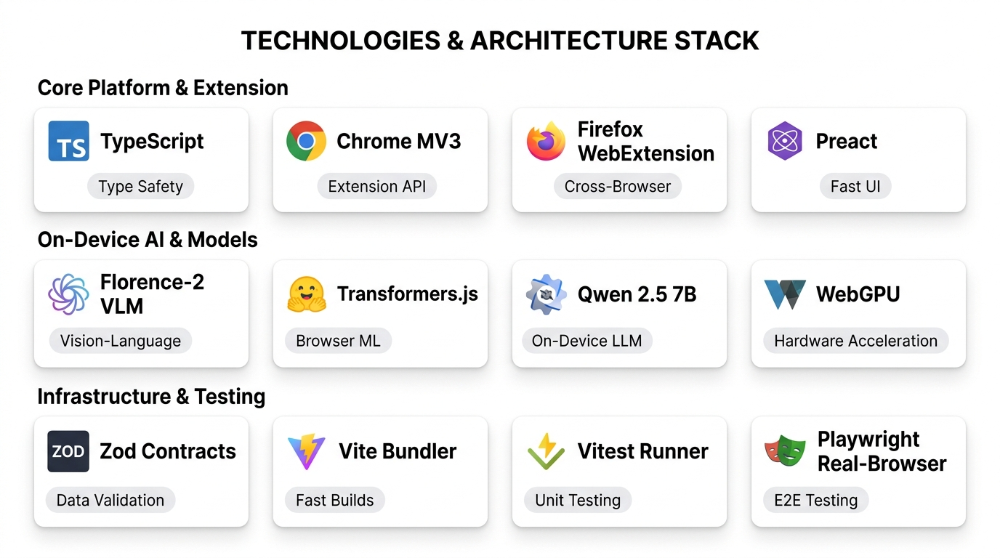 TECHNOLOGIES & ARCHITECTURE STACK
Core Platform & Extension
TS
TypeScript
Type Safety
Chrome MV3
Extension API
Firefox
WebExtension
Cross-Browser
Preact
Fast UI
On-Device AI & Models
Florence-2
VLM
Vision-Language
Transformers.js
Browser ML
Qwen 2.5 7B
On-Device LLM
WebGPU
Hardware Acceleration
Infrastructure & Testing
ZOD
Zod Contracts
Data Validation
Vite Bundler
Fast Builds
Vitest Runner
Unit Testing
Playwright
Real-Browser
E2E Testing